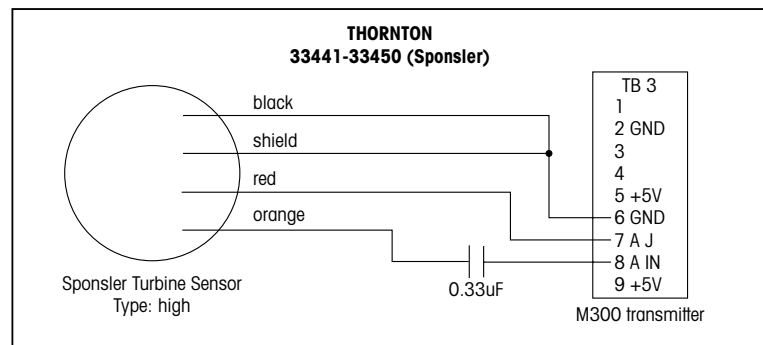 THORNTON
33441-33450 (Sponsler)
black
shield
red
orange
0.33uF
Sponsler Turbine Sensor
Type: high
TB 3
1
2 GND
3
4
5 +5V
6 GND
7 A J
8 A IN
9 +5V
M300 transmitter